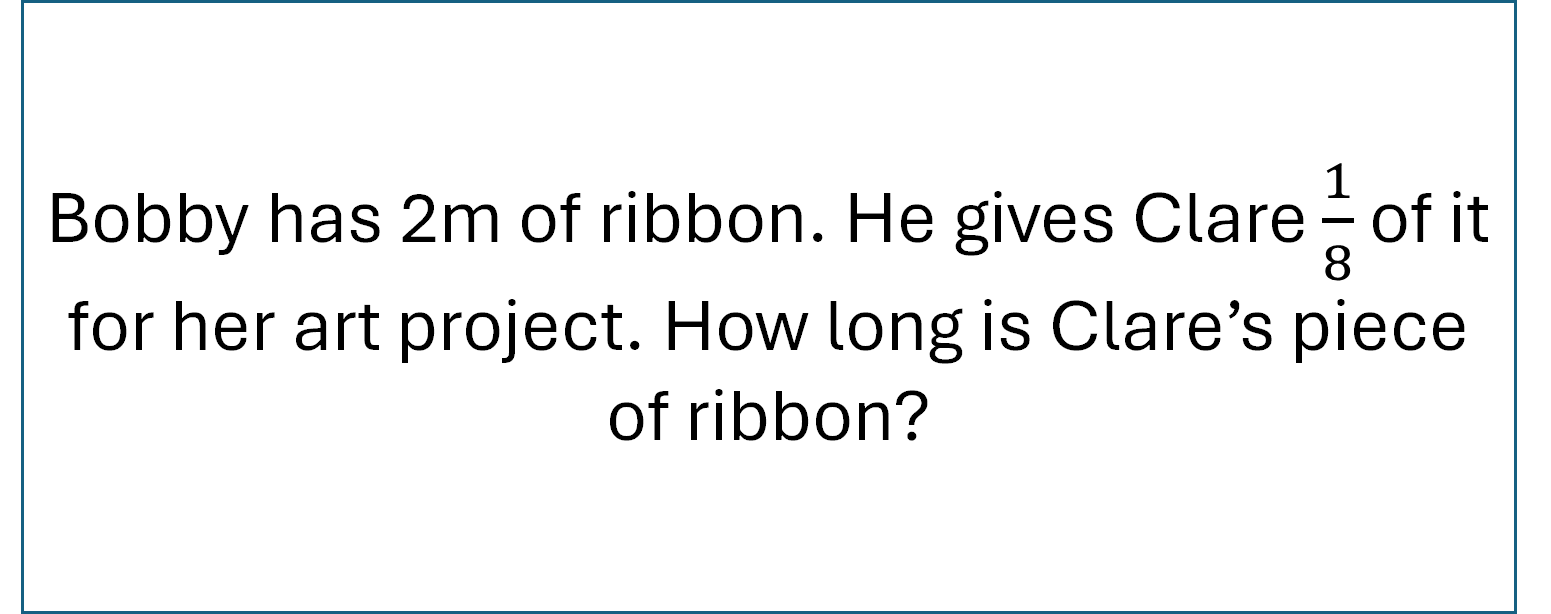 Bobby has 2m of ribbon. He gives Clare 1/8 of it
for her art project. How long is Clare’s piece
of ribbon?